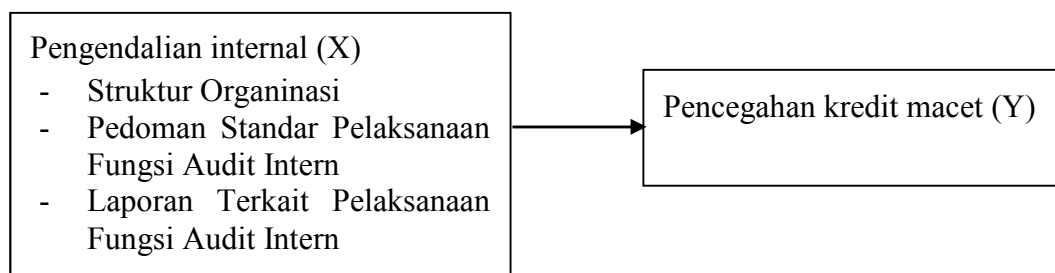 Pengendalian internal (X)
- Struktur Organinasi
- Pedoman Standar Pelaksanaan
Fungsi Audit Intern
- Laporan Terkait Pelaksanaan
Fungsi Audit Intern
Pencegahan kredit macet (Y)